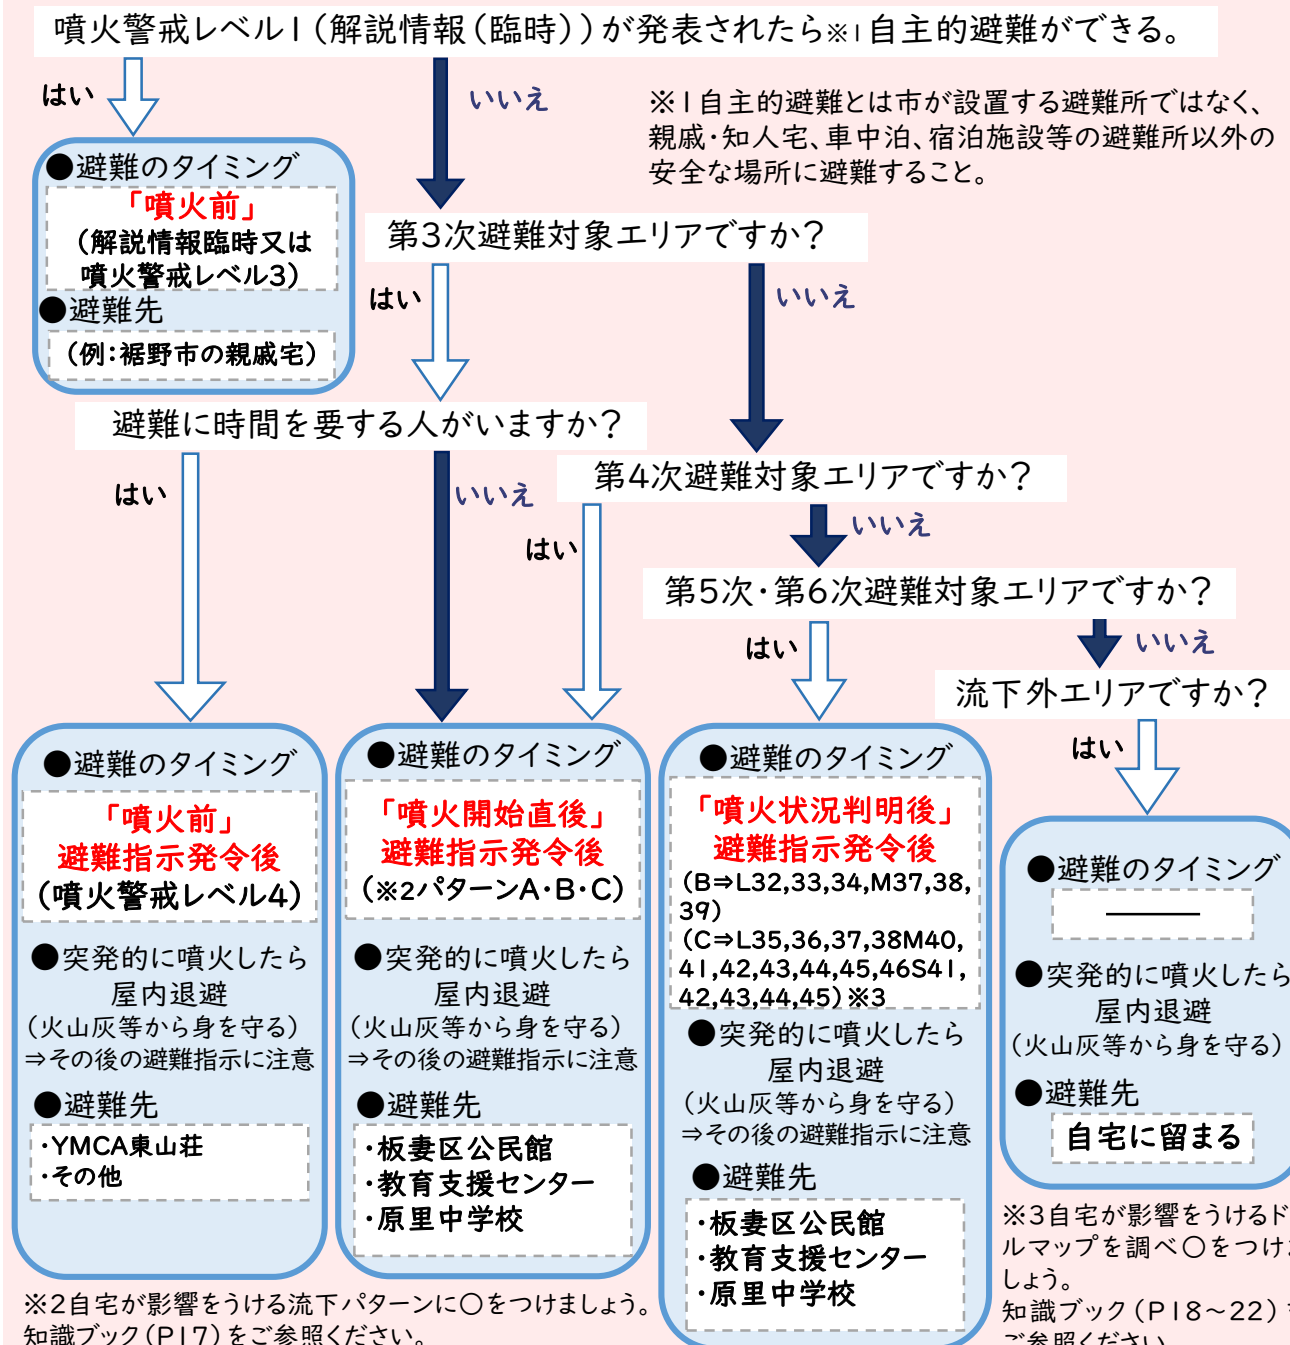 噴火警戒レベル1（解説情報（臨時））が発表されたら※1自主的避難ができる。
はい
いいえ
※1自主的避難とは市が設置する避難所ではなく、
親戚・知人宅、車中泊、宿泊施設等の避難所以外の
安全な場所に避難すること。
●避難のタイミング
「噴火前」
（解説情報臨時又は
噴火警戒レベル3）
●避難先
（例：裾野市の親戚宅）
第3次避難対象エリアですか？
はい
いいえ
避難に時間を要する人がいますか？
はい
いいえ
第4次避難対象エリアですか？
はい
いいえ
第5次・第6次避難対象エリアですか？
はい
いいえ
流下外エリアですか？
はい
●避難のタイミング
「噴火前」
避難指示発令後
（噴火警戒レベル4）
●突発的に噴火したら
屋内退避
（火山灰等から身を守る）
⇒その後の避難指示に注意
●避難先
・YMCA東山荘
・その他
●避難のタイミング
「噴火開始直後」
避難指示発令後
（※2パターンA・B・C）
●突発的に噴火したら
屋内退避
（火山灰等から身を守る）
⇒その後の避難指示に注意
●避難先
・板妻区公民館
・教育支援センター
・原里中学校
●避難のタイミング
「噴火状況判明後」
避難指示発令後
（B⇒L32,33,34,M37,38,
39）
（C⇒L35,36,37,38M40,
41,42,43,44,45,46S41,
42,43,44,45）※3
●突発的に噴火したら
屋内退避
（火山灰等から身を守る）
⇒その後の避難指示に注意
●避難先
・板妻区公民館
・教育支援センター
・原里中学校
●避難のタイミング
―――
●突発的に噴火したら
屋内退避
（火山灰等から身を守る）
●避難先
自宅に留まる
※2自宅が影響をうける流下パターンに○をつけましょう。
知識ブック（P17）をご参照ください。
※3自宅が影響をうけるド
ルマップを調べ○をつけ
しょう。
知識ブック（P18～22）
ご参照ください